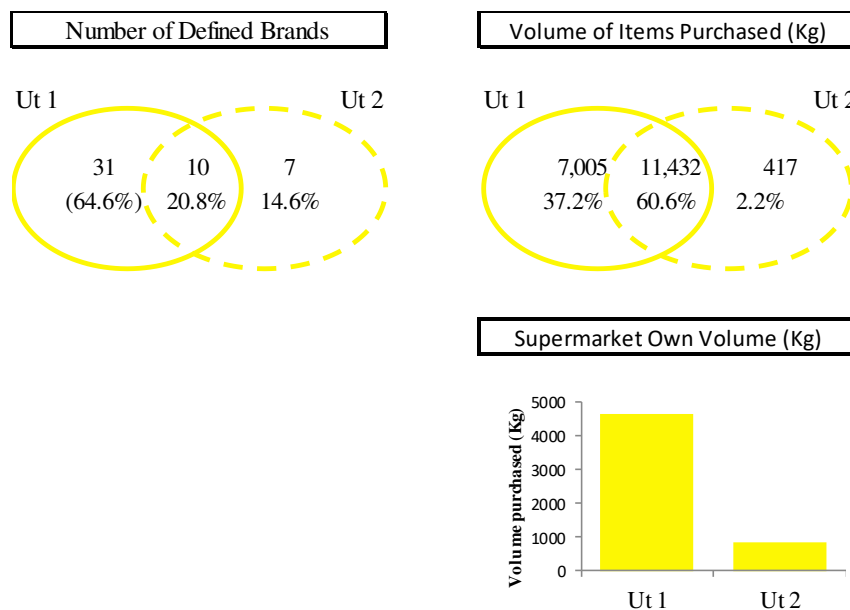 Number of Defined Brands
Volume of Items Purchased (Kg)
Ut 1
Ut 2
31 10 7
(64.6%) 20.8% 14.6%
Ut 1
Ut 2
7,005 11,432 417
37.2% 60.6% 2.2%
Supermarket Own Volume (Kg)
Volume purchased (Kg)
5000
4000
3000
2000
1000
0
Ut 1 Ut 2